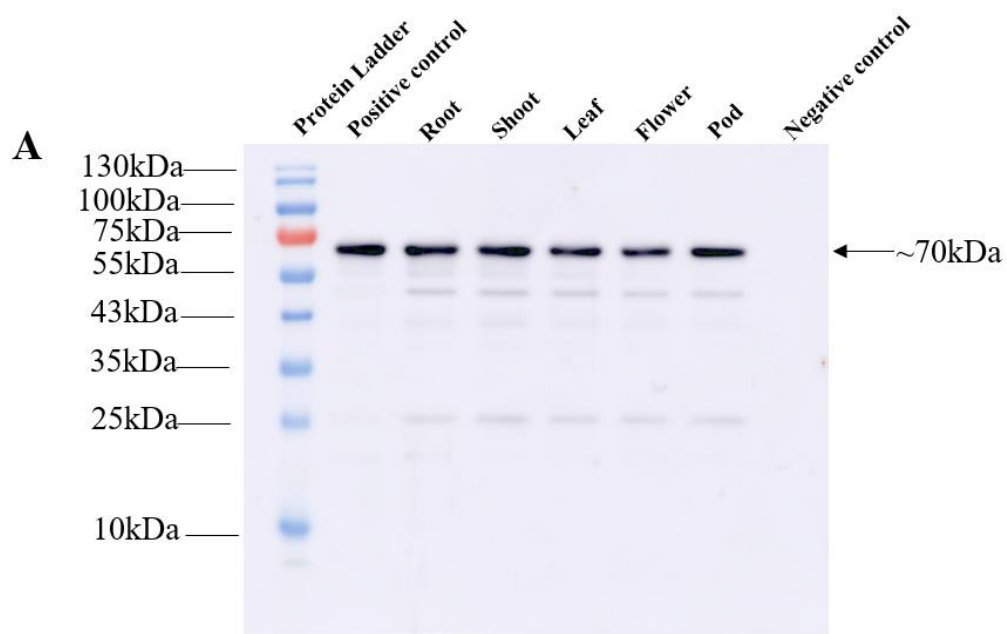 A
Protein Ladder
Positive control
Root
Shoot
Leaf
Flower
Pod
Negative control
130kDa
100kDa
75kDa
55kDa
43kDa
35kDa
25kDa
10kDa
~70kDa